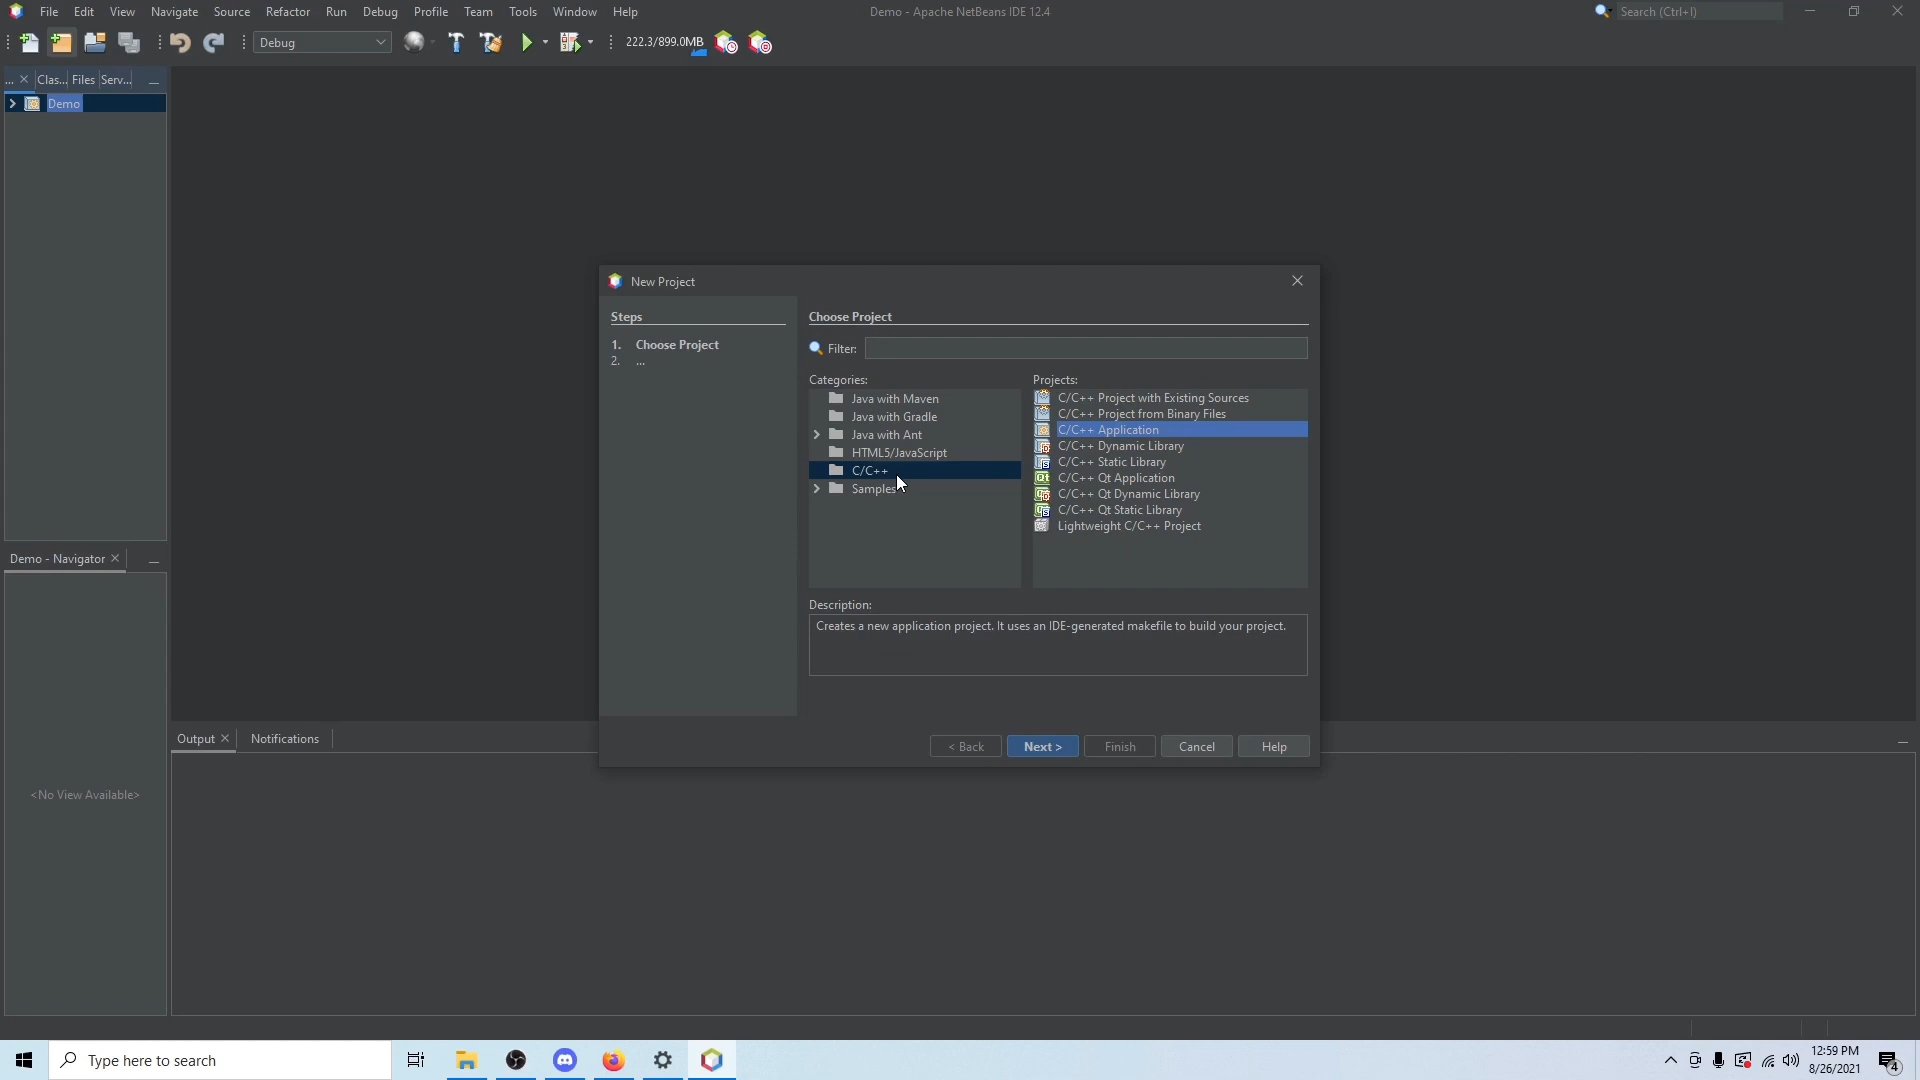 File Edit View Navigate Source Refactor Run Debug Profile Team Tools Window Help
Demo - Apache NetBeans IDE 12.4
Search (Ctrl+I)
Debug
222.3/899.0MB
... Clas... Files Serv...
Demo
New Project
Steps
1. Choose Project
2. ...
Choose Project
Filter:
Categories:
Java with Maven
Java with Gradle
Java with Ant
HTML5/JavaScript
C/C++
Samples
Projects:
C/C++ Project with Existing Sources
C/C++ Project from Binary Files
C/C++ Application
C/C++ Dynamic Library
C/C++ Static Library
C/C++ Qt Application
C/C++ Qt Dynamic Library
C/C++ Qt Static Library
Lightweight C/C++ Project
Description:
Creates a new application project. It uses an IDE-generated makefile to build your project.
< Back Next > Finish Cancel Help
Demo - Navigator
<No View Available>
Output Notifications
Type here to search
12:59 PM
8/26/2021
4